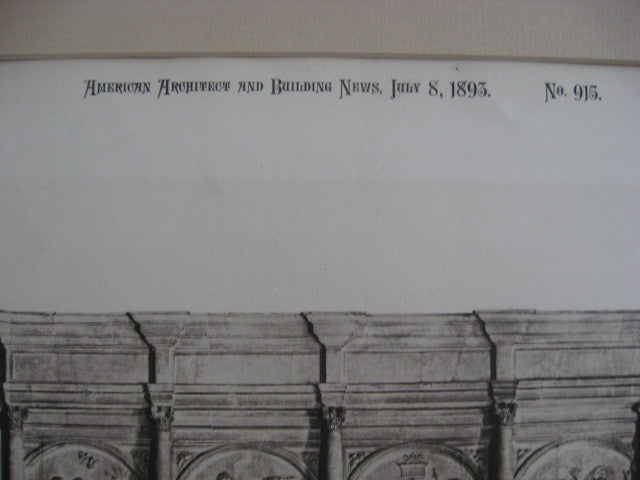 American Architect and Building News, July 8, 1893. No. 915.